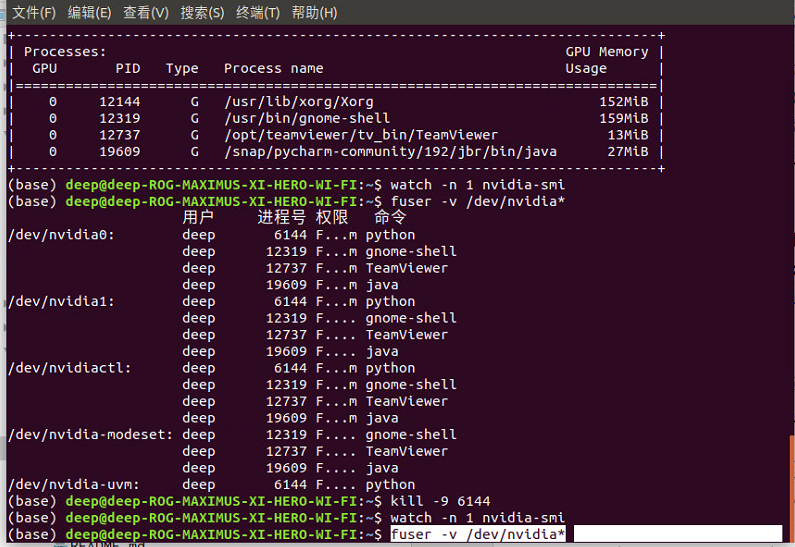 文件(F) 编辑(E) 查看(V) 搜索(S) 终端(T) 帮助(H)
+-----------------------------------------------------------------------------+
| Processes:                                                       GPU Memory |
|  GPU       PID   Type   Process name                             Usage      |
|=============================================================================|
|    0     12144      G   /usr/lib/xorg/Xorg                           152MiB |
|    0     12319      G   /usr/bin/gnome-shell                         159MiB |
|    0     12737      G   /opt/teamviewer/tv_bin/TeamViewer             13MiB |
|    0     19609      G   /snap/pycharm-community/192/jbr/bin/java      27MiB |
+-----------------------------------------------------------------------------+
(base) deep@deep-ROG-MAXIMUS-XI-HERO-WI-FI:~$ watch -n 1 nvidia-smi
(base) deep@deep-ROG-MAXIMUS-XI-HERO-WI-FI:~$ fuser -v /dev/nvidia*
用户 进程号 权限 命令
/dev/nvidia0: deep 6144 F...m python
deep 12319 F...m gnome-shell
deep 12737 F...m TeamViewer
deep 19609 F...m java
/dev/nvidia1: deep 6144 F...m python
deep 12319 F.... gnome-shell
deep 12737 F.... TeamViewer
deep 19609 F.... java
/dev/nvidiactl: deep 6144 F...m python
deep 12319 F...m gnome-shell
deep 12737 F...m TeamViewer
deep 19609 F...m java
/dev/nvidia-modeset: deep 12319 F.... gnome-shell
deep 12737 F.... TeamViewer
deep 19609 F.... java
/dev/nvidia-uvm: deep 6144 F.... python
(base) deep@deep-ROG-MAXIMUS-XI-HERO-WI-FI:~$ kill -9 6144
(base) deep@deep-ROG-MAXIMUS-XI-HERO-WI-FI:~$ watch -n 1 nvidia-smi
(base) deep@deep-ROG-MAXIMUS-XI-HERO-WI-FI:~$ fuser -v /dev/nvidia*
README.md